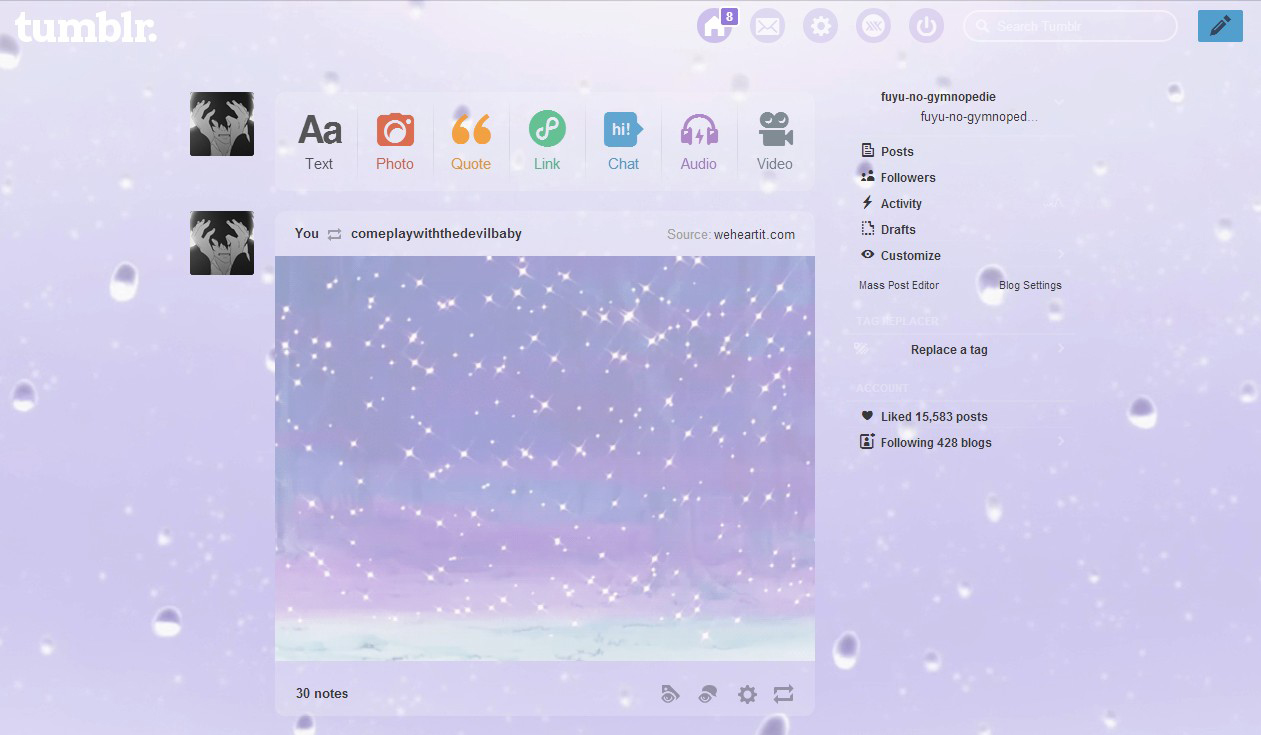 tumblr.
8
Search Tumblr
Aa
hi!
Text Photo Quote Link Chat Audio Video
fuyu-no-gymnopedie
fuyu-no-gymnoped...
Posts
Followers
Activity
Drafts
Customize
Mass Post Editor Blog Settings
TAG REPLACER
Replace a tag
ACCOUNT
Liked 15,583 posts
Following 428 blogs
You comeplaywiththedevilbaby Source: weheartit.com
30 notes